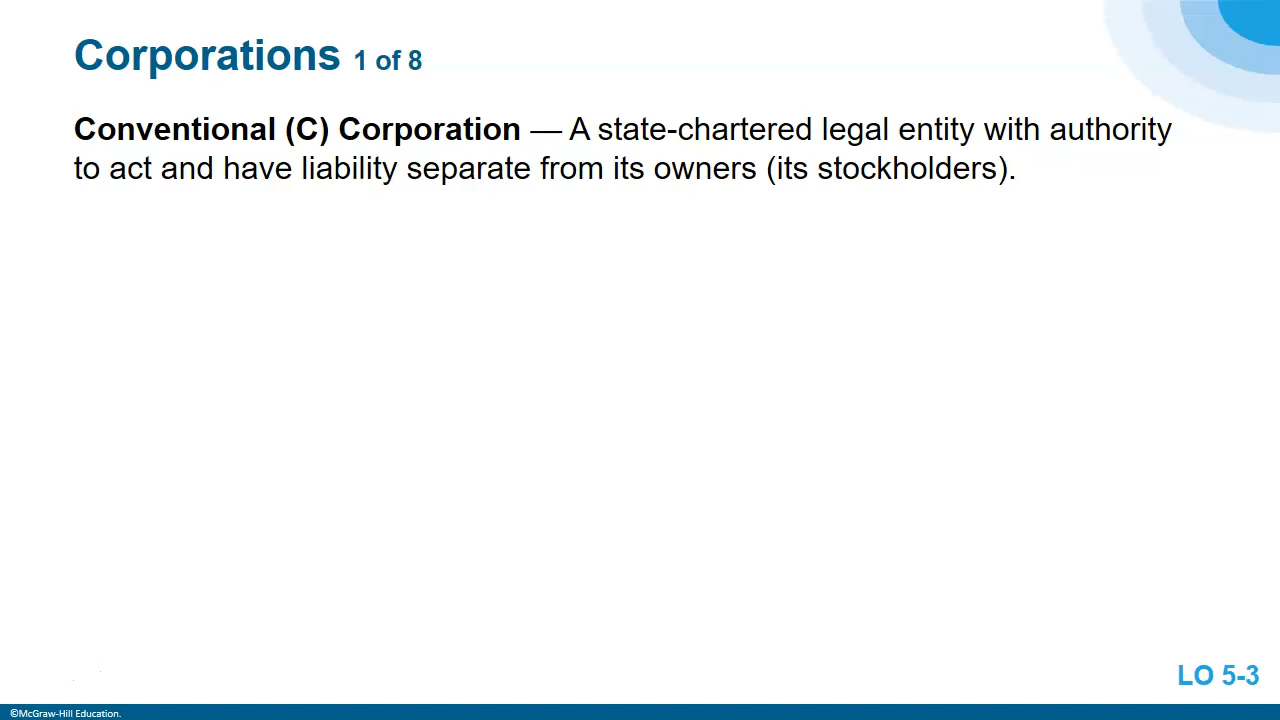 Corporations 1 of 8
Conventional (C) Corporation — A state-chartered legal entity with authority
to act and have liability separate from its owners (its stockholders).
LO 5-3
©McGraw-Hill Education.